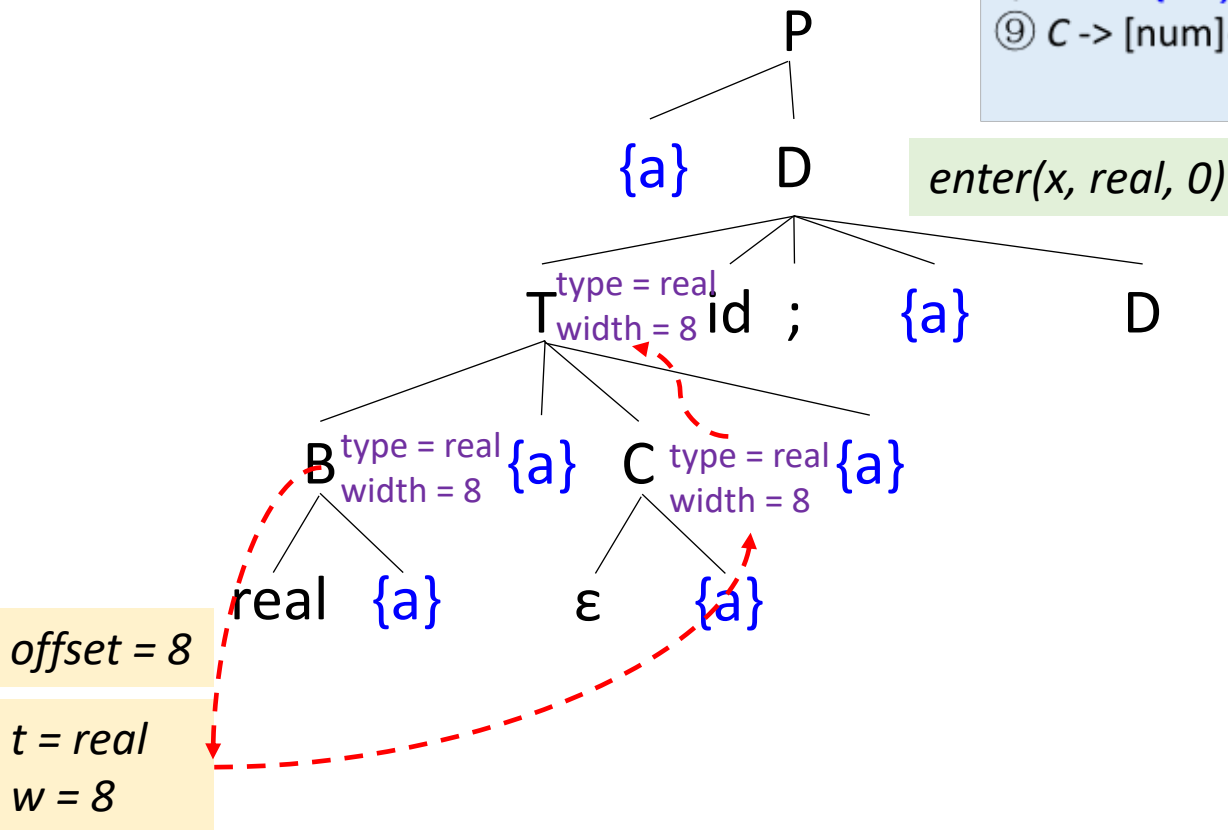 P
⑨ C -> [num]
{a} D
enter(x, real, 0)
T type = real
width = 8
id ; {a} D
B type = real
width = 8
{a} C type = real
width = 8
{a}
real {a} ε {a}
offset = 8
t = real
w = 8